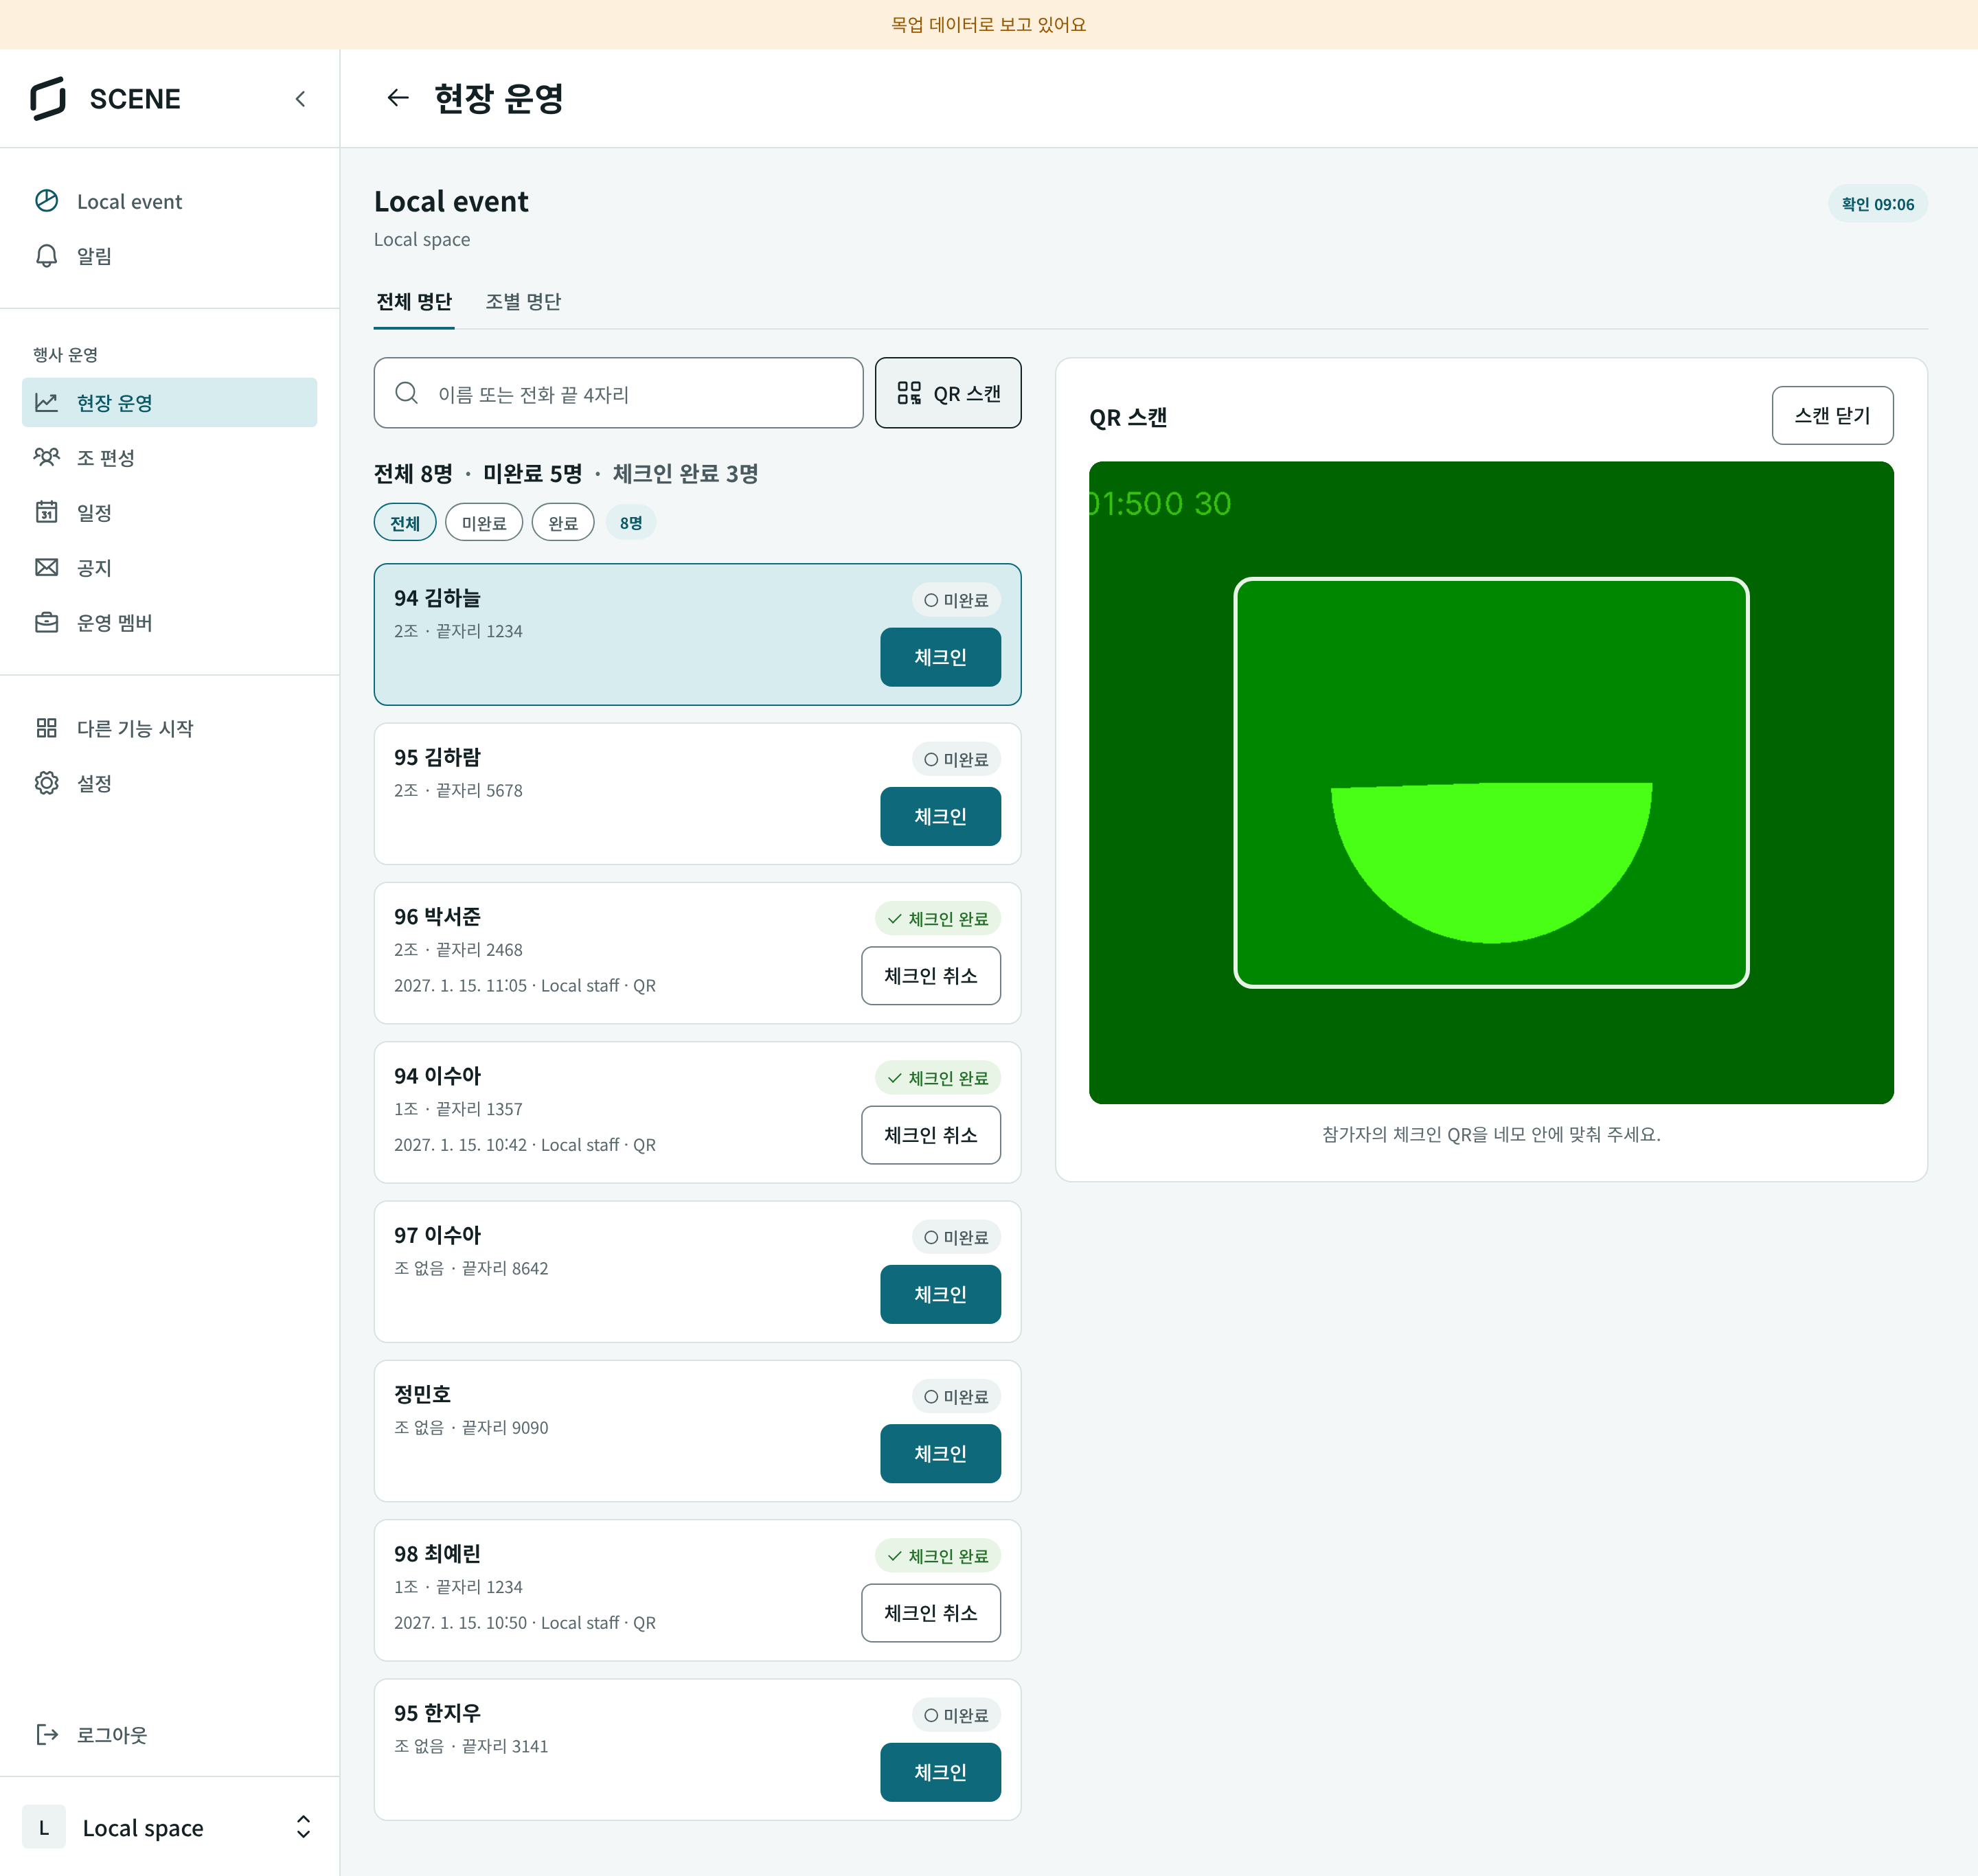 목업 데이터로 보고 있어요
SCENE
Local event
알림
행사 운영
현장 운영
조 편성
31
일정
공지
운영 멤버
다른 기능 시작
설정
로그아웃
L
Local space
현장 운영
Local event
Local space
확인 09:06
전체 명단
조별 명단
이름 또는 전화 끝 4자리
QR 스캔
전체 8명 · 미완료 5명 · 체크인 완료 3명
전체
미완료
완료
8명
94 김하늘
2조 · 끝자리 1234
미완료
체크인
95 김하람
2조 · 끝자리 5678
미완료
체크인
96 박서준
2조 · 끝자리 2468
2027. 1. 15. 11:05 · Local staff · QR
체크인 완료
체크인 취소
94 이수아
1조 · 끝자리 1357
2027. 1. 15. 10:42 · Local staff · QR
체크인 완료
체크인 취소
97 이수아
조 없음 · 끝자리 8642
미완료
체크인
정민호
조 없음 · 끝자리 9090
미완료
체크인
98 최예린
1조 · 끝자리 1234
2027. 1. 15. 10:50 · Local staff · QR
체크인 완료
체크인 취소
95 한지우
조 없음 · 끝자리 3141
미완료
체크인
QR 스캔
스캔 닫기
01:500 30
참가자의 체크인 QR을 네모 안에 맞춰 주세요.